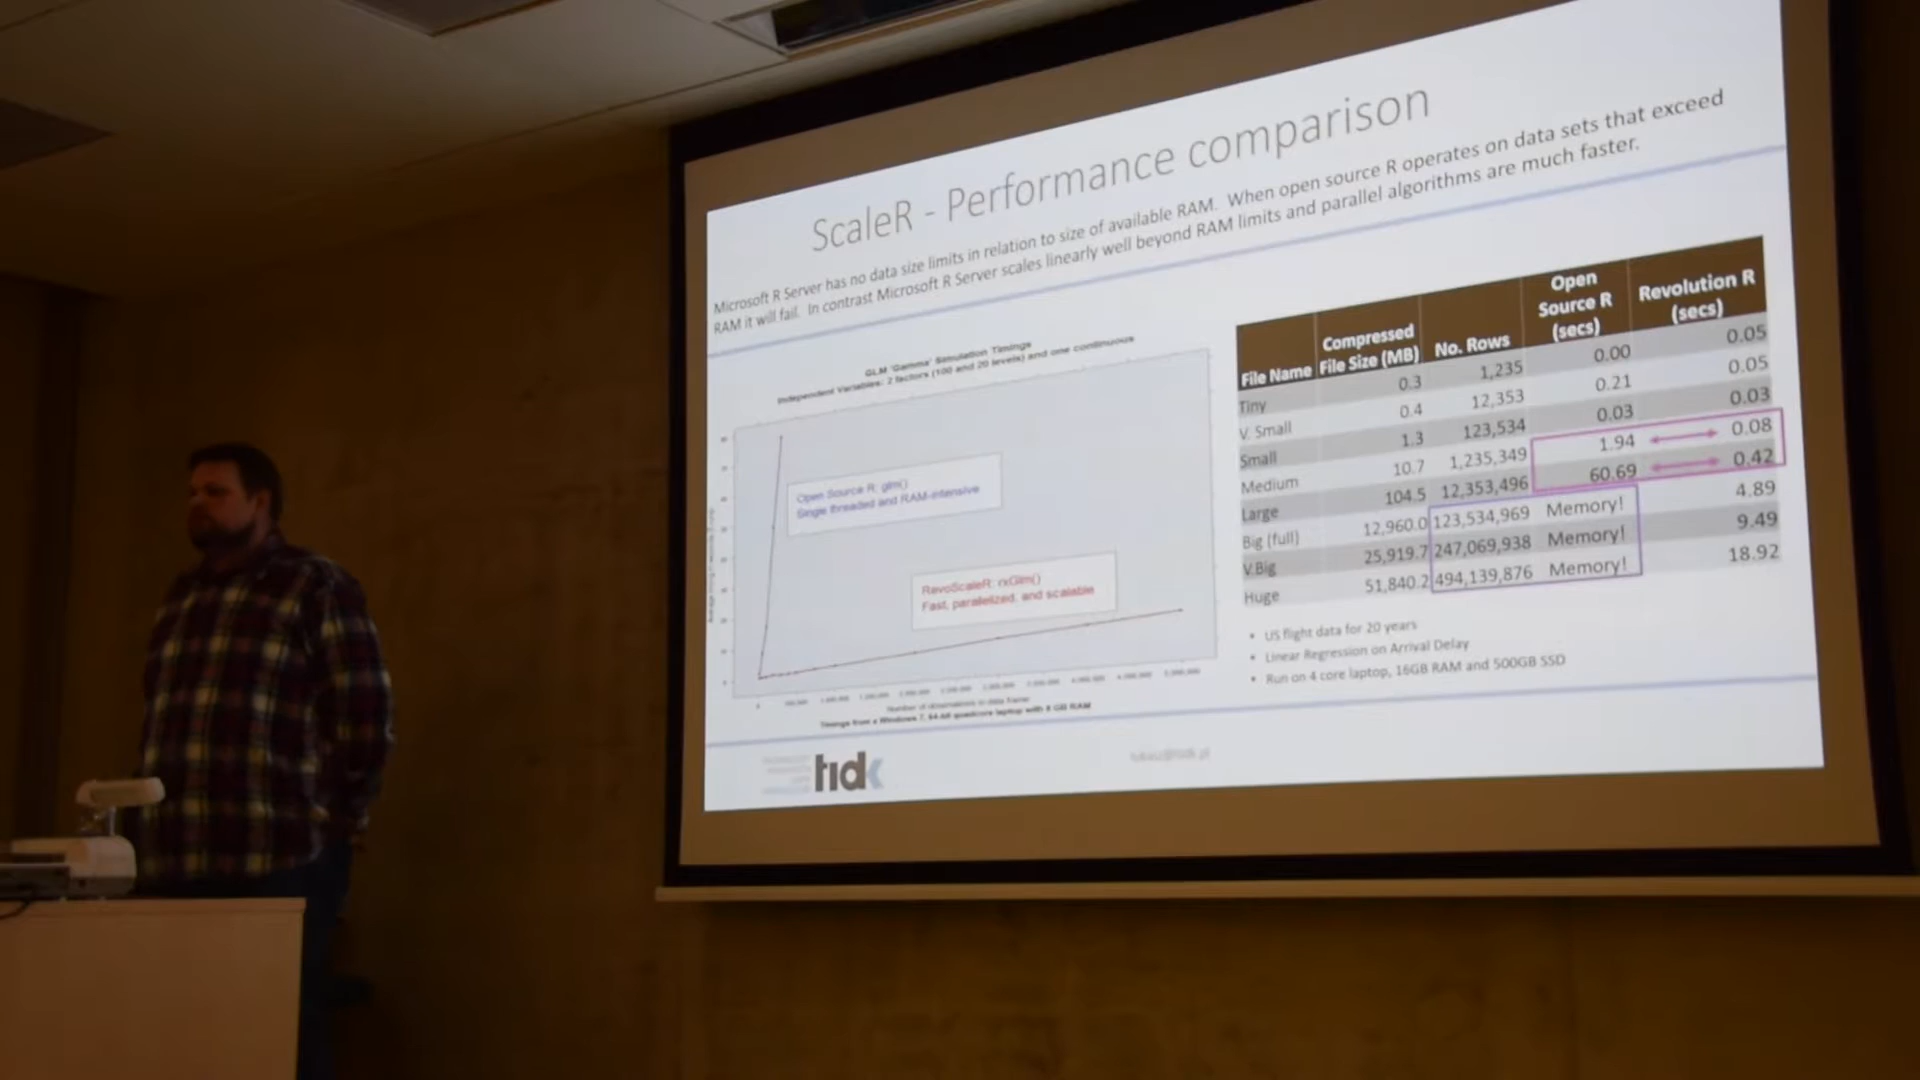 ScaleR - Performance comparison
Microsoft R Server has no data size limits in relation to size of available RAM. When open source R operates on data sets that exceed
RAM it will fail. In contrast Microsoft R Server scales linearly well beyond RAM limits and parallel algorithms are much faster.
GLM 'Gamma' Simulation Timings
Independent Variables: 2 factors (100 and 20 levels) and one continuous
Open Source R: glm()
Single threaded and RAM-intensive
RevoScaleR: rxGlm()
Fast, parallelized, and scalable
Number of observations in data frame
Timings from a Windows 7, 64-bit quadcore laptop with 8 GB RAM
File Name Compressed File Size (MB) No. Rows Open Source R (secs) Revolution R (secs)
Tiny 0.3 1,235 0.00 0.05
V. Small 0.4 12,353 0.21 0.05
Small 1.3 123,534 0.03 0.03
Medium 10.7 1,235,349 1.94 0.08
Large 104.5 12,353,496 60.69 0.42
Big (full) 12,960.0 123,534,969 Memory! 4.89
V.Big 25,919.7 247,069,938 Memory! 9.49
Huge 51,840.2 494,139,876 Memory! 18.92
• US flight data for 20 years
• Linear Regression on Arrival Delay
• Run on 4 core laptop, 16GB RAM and 500GB SSD
tidk